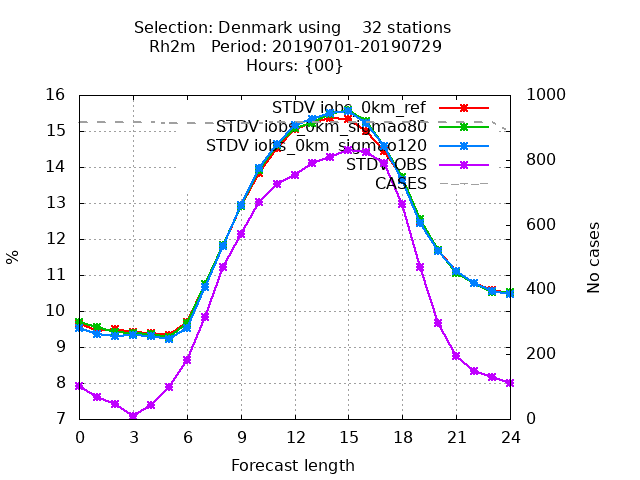 Selection: Denmark using    32 stations
Rh2m   Period: 20190701-20190729
Hours: {00}
16
15
14
13
12
11
10
9
8
7
%
STDV iobs_0km_ref
STDV iobs_0km_sigmao80
STDV iobs_0km_sigmao120
STDV OBS
CASES
1000
800
600
400
200
0
No cases
0 3 6 9 12 15 18 21 24
Forecast length